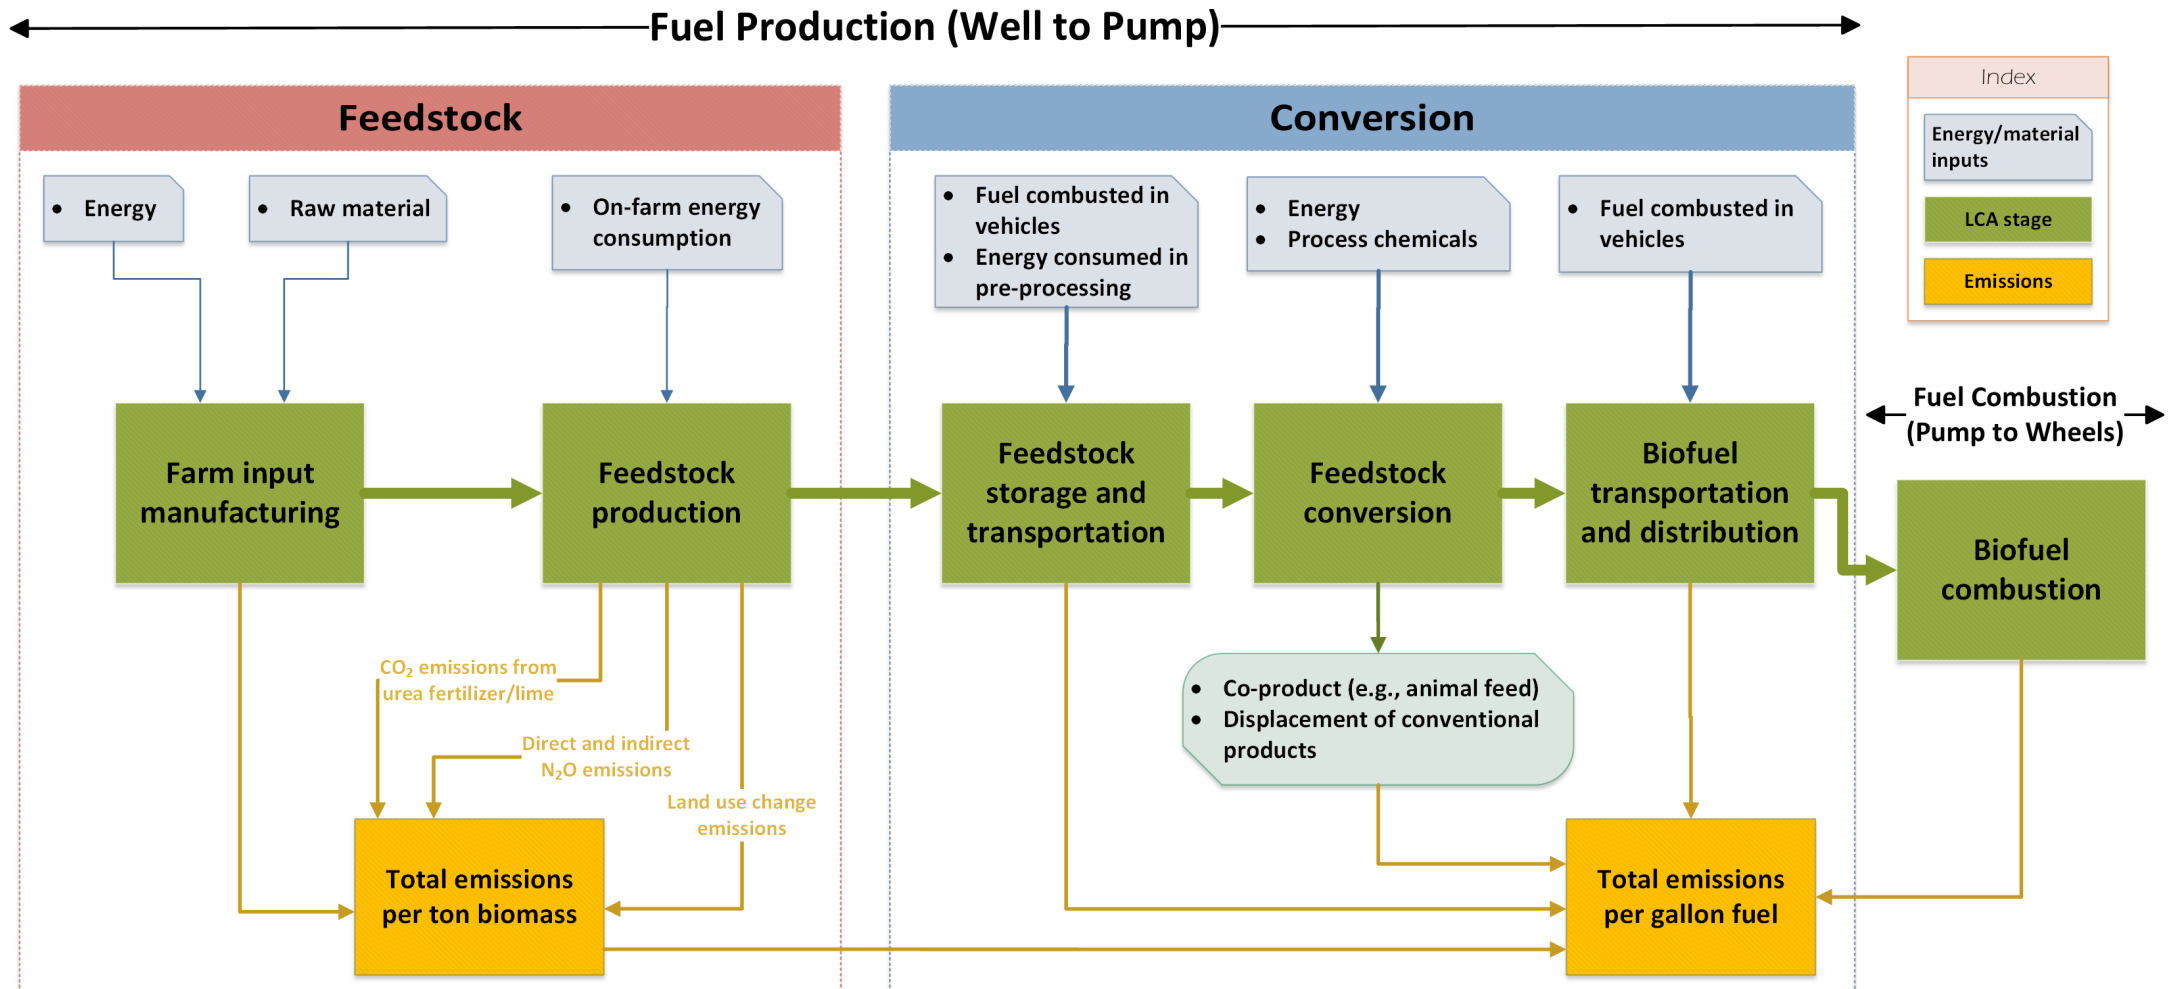 Fuel Production (Well to Pump)
Feedstock
Conversion
Index
Energy/material
inputs
LCA stage
Emissions
• Energy
• Raw material
• On-farm energy
consumption
• Fuel combusted in
vehicles
• Energy consumed in
pre-processing
• Energy
• Process chemicals
• Fuel combusted in
vehicles
Fuel Combustion
(Pump to Wheels)
Farm input
manufacturing
Feedstock
production
Feedstock
storage and
transportation
Feedstock
conversion
Biofuel
transportation
and distribution
Biofuel
combustion
CO₂ emissions from
urea fertilizer/lime
Direct and indirect
N₂O emissions
Land use change
emissions
• Co-product (e.g., animal feed)
• Displacement of conventional
products
Total emissions
per ton biomass
Total emissions
per gallon fuel